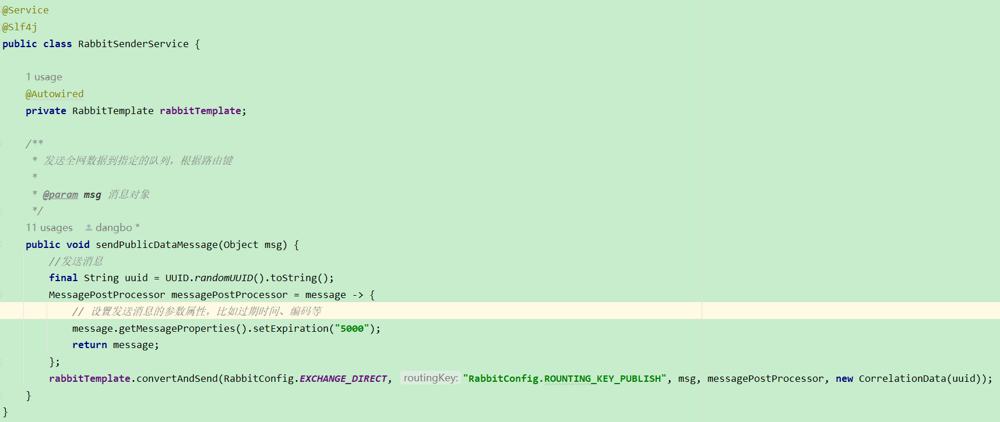 @Service
@Slf4j
public class RabbitSenderService {
1 usage
@Autowired
private RabbitTemplate rabbitTemplate;
/**
* 发送全网数据到指定的队列，根据路由键
*
* @param msg 消息对象
*/
11 usages dangbo *
public void sendPublicDataMessage(Object msg) {
//发送消息
final String uuid = UUID.randomUUID().toString();
MessagePostProcessor messagePostProcessor = message -> {
// 设置发送消息的参数属性，比如过期时间、编码等
message.getMessageProperties().setExpiration("5000");
return message;
};
rabbitTemplate.convertAndSend(RabbitConfig.EXCHANGE_DIRECT, routingKey: "RabbitConfig.ROUNTING_KEY_PUBLISH", msg, messagePostProcessor, new CorrelationData(uuid));
}
}